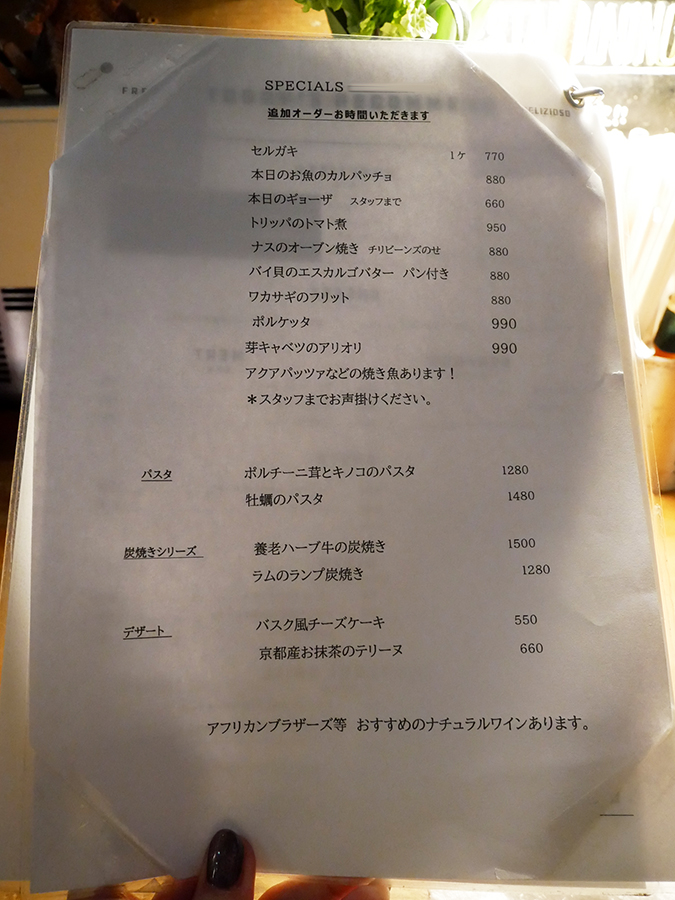 SPECIALS
追加オーダーお時間いただきます
セルガキ 1ケ 770
本日のお魚のカルパッチョ 880
本日のギョーザ スタッフまで 660
トリッパのトマト煮 950
ナスのオーブン焼き チリビーンズのせ 880
バイ貝のエスカルゴバター パン付き 880
ワカサギのフリット 880
ポルケッタ 990
芽キャベツのアリオリ 990
アクアパッツァなどの焼き魚あります！
＊スタッフまでお声掛けください。
パスタ ポルチーニ茸とキノコのパスタ 1280
牡蠣のパスタ 1480
炭焼きシリーズ 養老ハーブ牛の炭焼き 1500
ラムのランプ炭焼き 1280
デザート バスク風チーズケーキ 550
京都産お抹茶のテリーヌ 660
アフリカンブラザーズ等 おすすめのナチュラルワインあります。